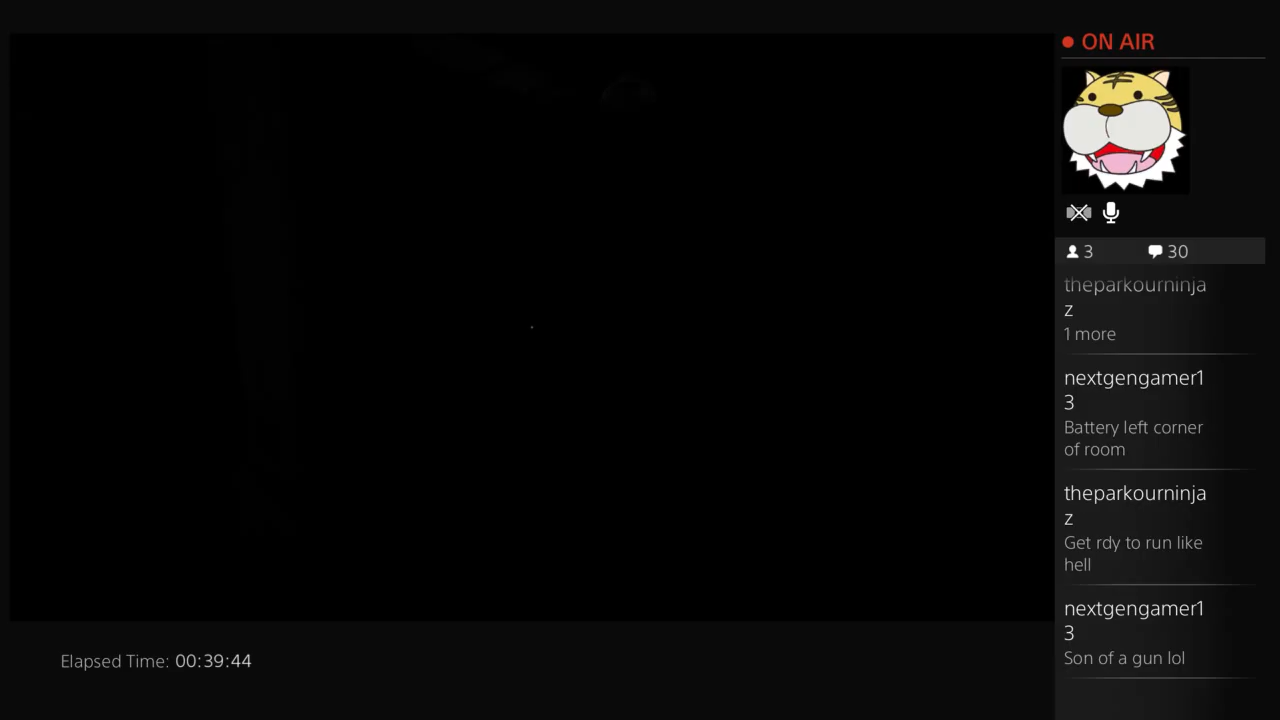 ON AIR
3
30
theparkourninja
z
1 more
nextgengamer1
3
Battery left corner
of room
theparkourninja
z
Get rdy to run like
hell
nextgengamer1
3
Son of a gun lol
Elapsed Time: 00:39:44